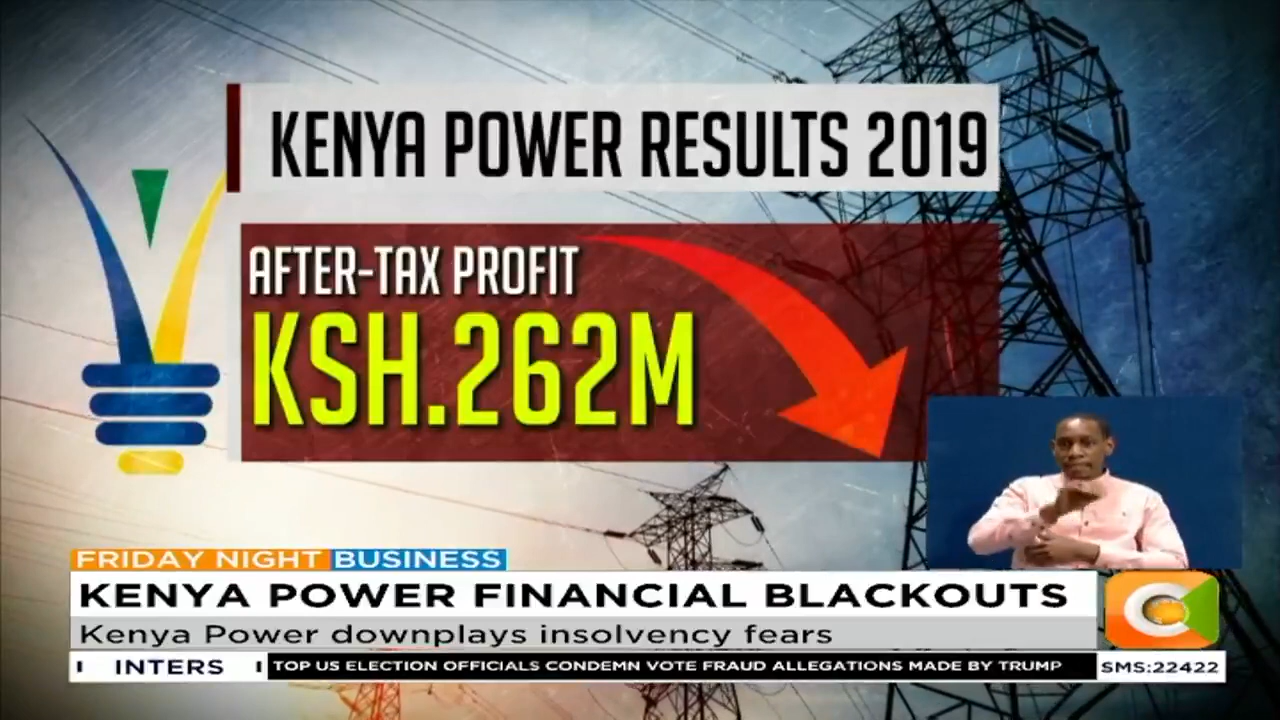 KENYA POWER RESULTS 2019
AFTER-TAX PROFIT
KSH.262M
FRIDAY NIGHT BUSINESS
KENYA POWER FINANCIAL BLACKOUTS
Kenya Power downplays insolvency fears
INTERS TOP US ELECTION OFFICIALS CONDEMN VOTE FRAUD ALLEGATIONS MADE BY TRUMP SMS:22422